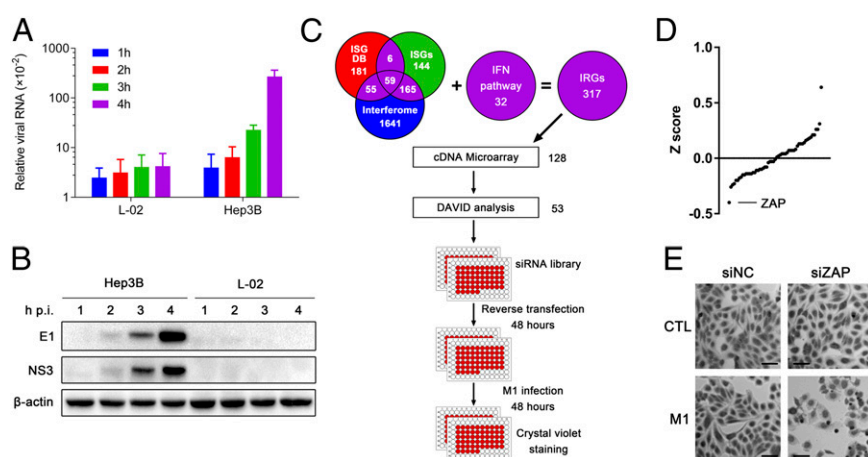 A
Relative viral RNA (×10⁻²)
1000
100
10
1
1h
2h
3h
4h
L-02
Hep3B
B
Hep3B
L-02
h p.i.
1 2 3 4 1 2 3 4
E1
NS3
β-actin
C
ISG
DB
181
6
ISGs
144
59
55
165
Interferome
1641
+
IFN
pathway
32
=
IRGs
317
cDNA Microarray
128
DAVID analysis
53
siRNA library
Reverse transfection
48 hours
M1 infection
48 hours
Crystal violet
staining
D
Z score
1.0
0.5
0.0
-0.5
ZAP
E
siNC
siZAP
CTL
M1